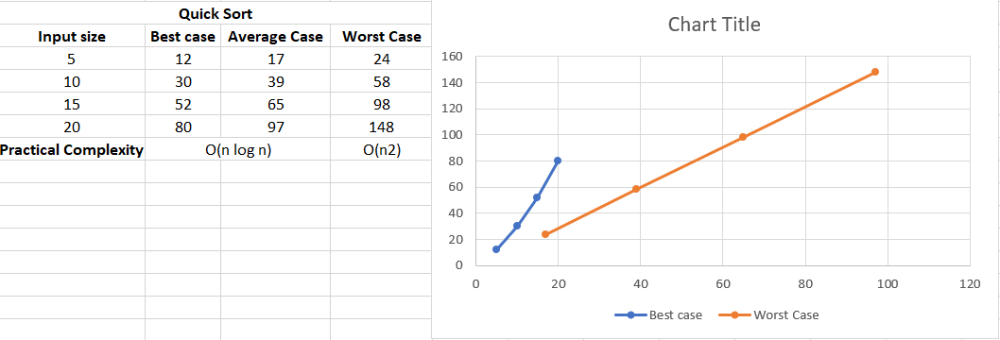 Quick Sort
Input size Best case Average Case Worst Case
5 12 17 24
10 30 39 58
15 52 65 98
20 80 97 148
Practical Complexity O(n log n) O(n2)
Chart Title
160
140
120
100
80
60
40
20
0
0 20 40 60 80 100 120
Best case Worst Case